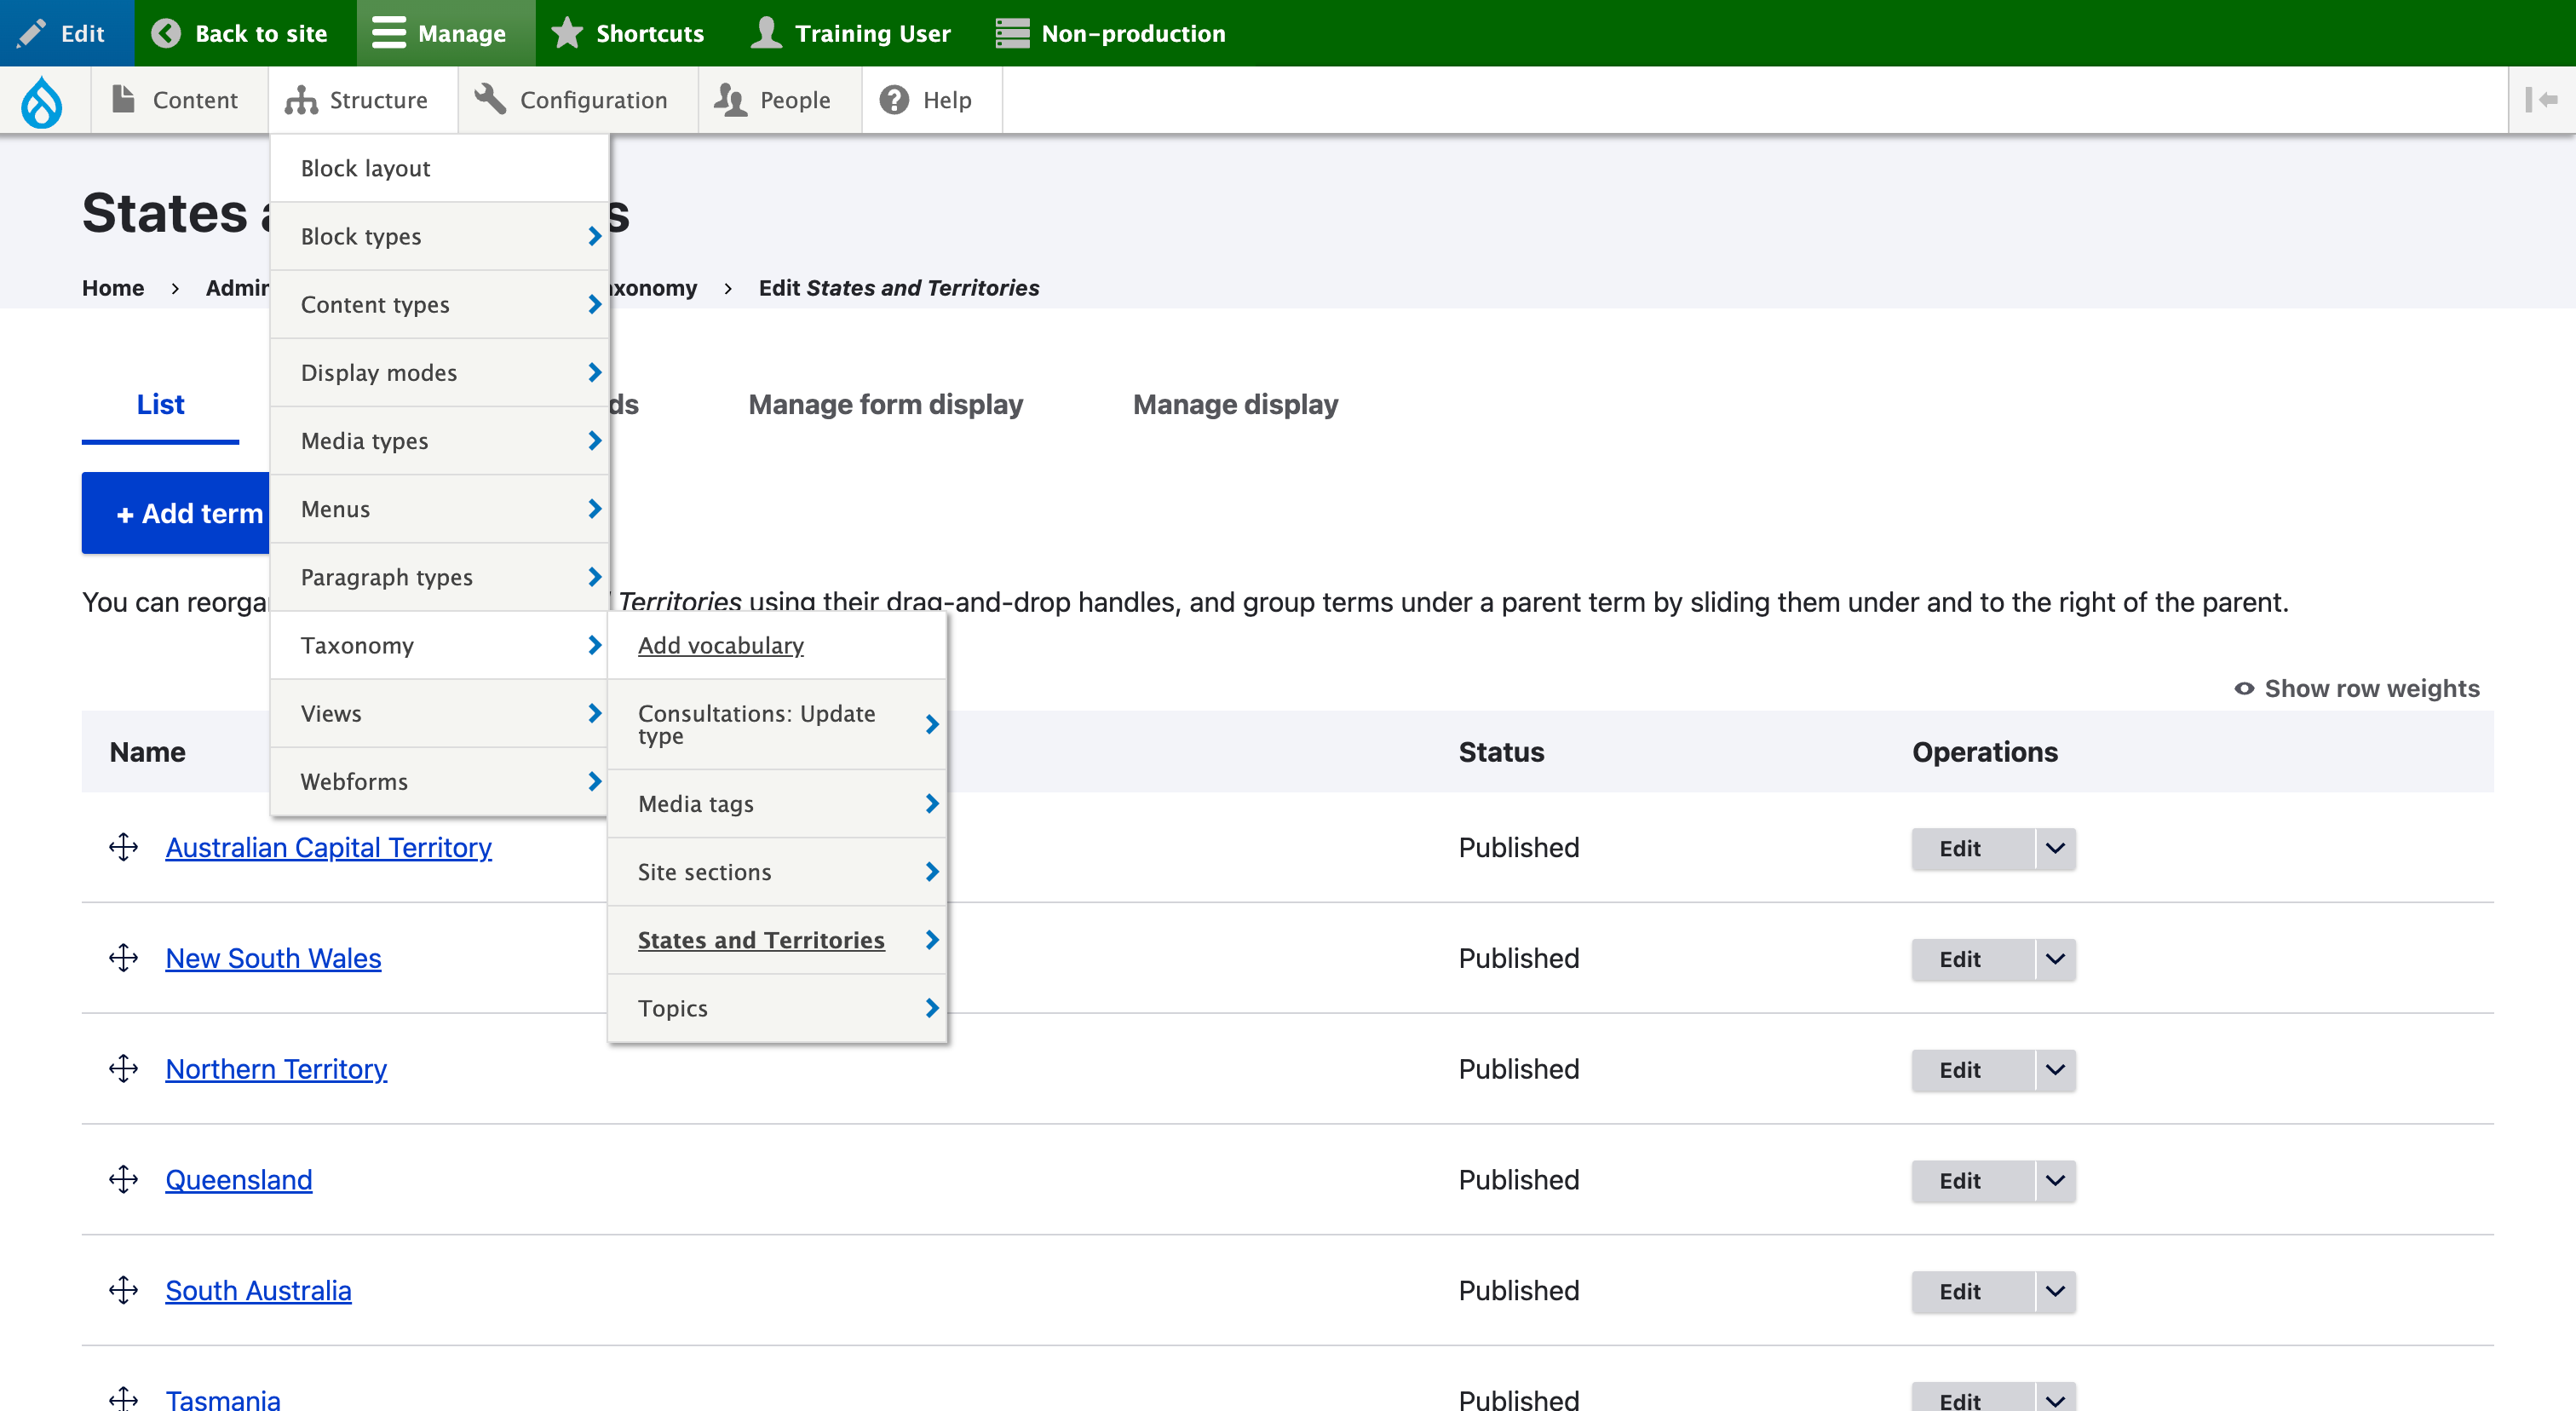 Edit
Back to site
Manage
Shortcuts
Training User
Non-production
Content
Structure
Configuration
People
Help
Block layout
Block types
Content types
Display modes
Media types
Menus
Paragraph types
Taxonomy
Views
Webforms
Add vocabulary
Consultations: Update
type
Media tags
Site sections
States and Territories
Topics
States
Home
Edit States and Territories
List
Manage form display
Manage display
+ Add term
You can
Territories using their drag-and-drop handles, and group terms under a parent term by sliding them under and to the right of the parent.
Show row weights
Name Status Operations
Australian Capital Territory Published Edit
New South Wales Published Edit
Northern Territory Published Edit
Queensland Published Edit
South Australia Published Edit
Tasmania Published Edit